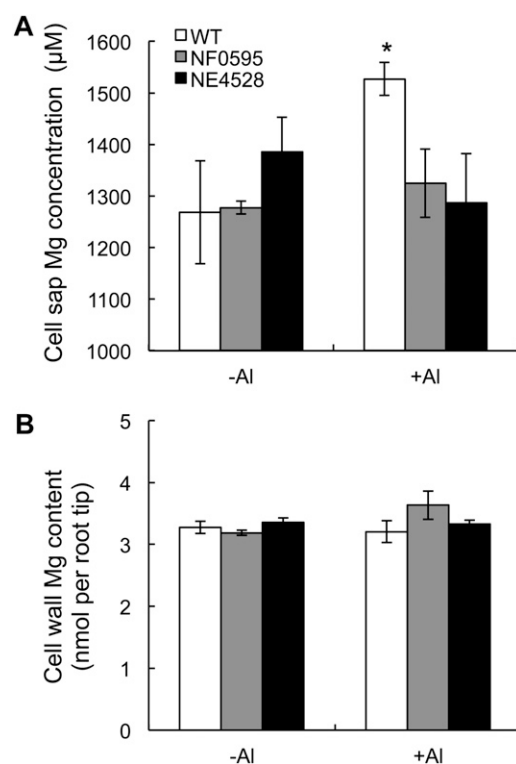 A
Cell sap Mg concentration (μM)
1600
1500
1400
1300
1200
1100
1000
WT
NF0595
NE4528
*
-Al
+Al
B
Cell wall Mg content
(nmol per root tip)
5
4
3
2
1
0
-Al
+Al